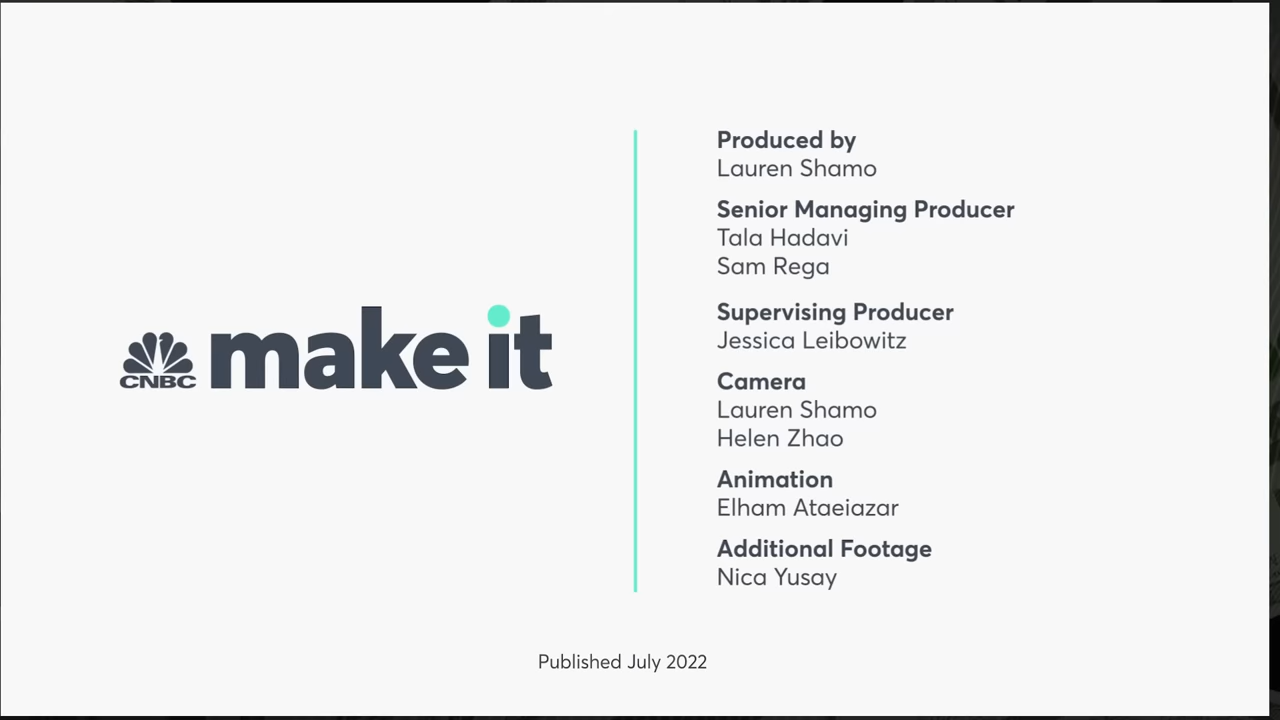 CNBC make it
Produced by
Lauren Shamo
Senior Managing Producer
Tala Hadavi
Sam Rega
Supervising Producer
Jessica Leibowitz
Camera
Lauren Shamo
Helen Zhao
Animation
Elham Ataeiazar
Additional Footage
Nica Yusay
Published July 2022